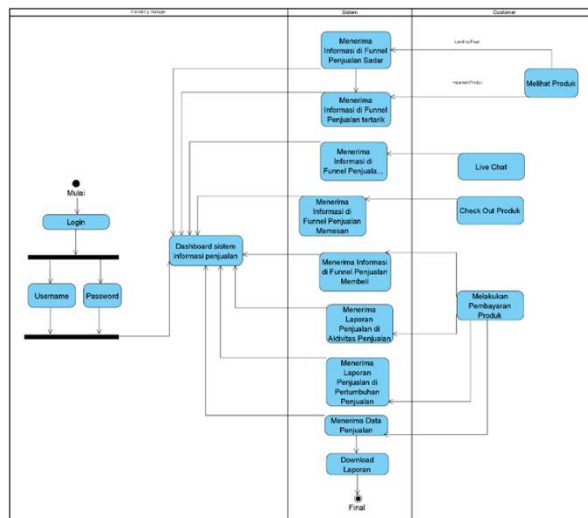 Marketing Manager
Sistem
Customer
Menerima
Informasi di Funnel
Penjualan Sadar
Landing Page
Melihat Produk
Menerima
Informasi di Funnel
Penjualan tertarik
Menerima
Informasi di
Funnel Penjuala...
Live Chat
Mulai
Login
Menerima
Informasi di
Funnel Penjualan
Memesan
Check Out Produk
Dashboard sistem
informasi penjualan
Menerima Informasi
di Funnel Penjualan
Membeli
Username
Password
Menerima
Laporan
Penjualan di
Aktivitas Penjualan
Melakukan
Pembayaran
Produk
Menerima
Laporan
Penjualan di
Pertumbuhan
Penjualan
Menerima Data
Penjualan
Download
Laporan
Final